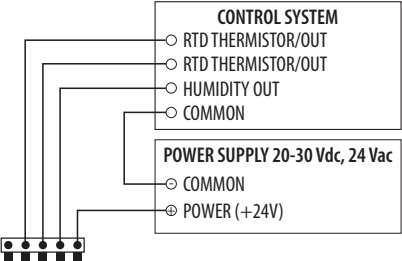 CONTROL SYSTEM
RTD THERMISTOR/OUT
RTD THERMISTOR/OUT
HUMIDITY OUT
COMMON
POWER SUPPLY 20-30 Vdc, 24 Vac
- COMMON
+ POWER (+24V)